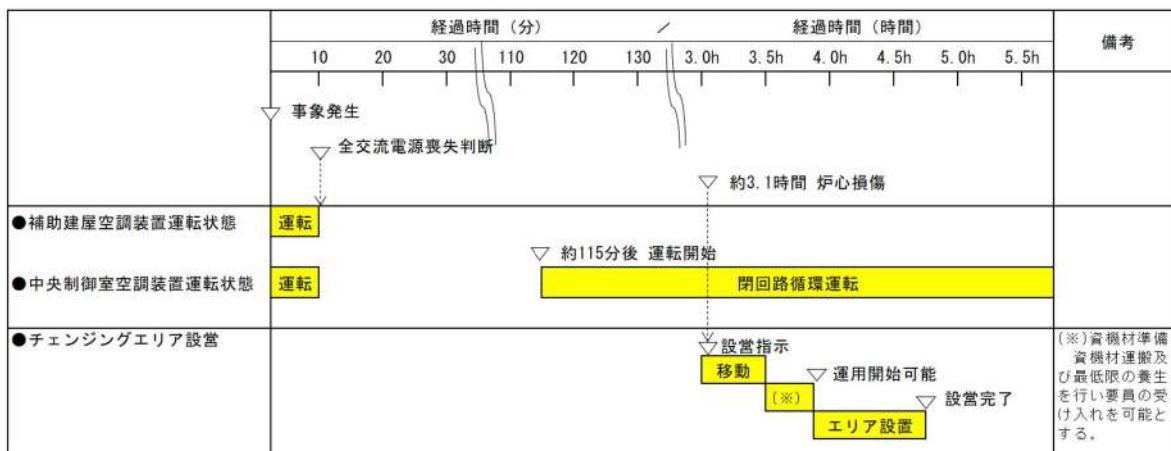 経過時間（分） ／ 経過時間（時間） 備考
10 20 30 110 120 130 3.0h 3.5h 4.0h 4.5h 5.0h 5.5h
▽ 事象発生
▽ 全交流電源喪失判断
▽ 約3.1時間 炉心損傷
●補助建屋空調装置運転状態 運転
▽ 約115分後 運転開始
●中央制御室空調装置運転状態 運転 閉回路循環運転
●チェンジングエリア設営
▽ 設営指示
移動 ▽ 運用開始可能
(※) ▽ 設営完了
エリア設置
(※)資機材準備
資機材運搬及
び最低限の養生
を行い要員の受
け入れを可能と
する。